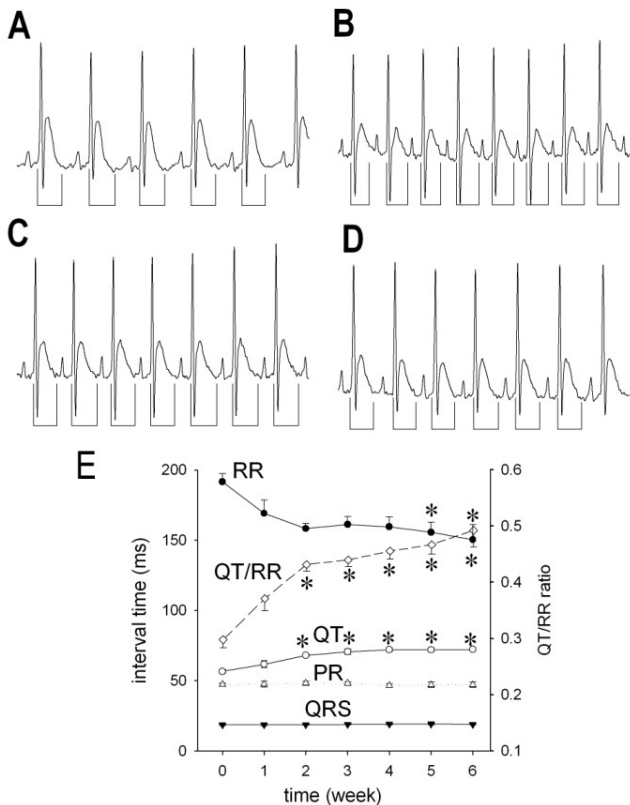 A
B
C
D
E
RR
QT/RR
QT
PR
QRS
* *
* * * * *
* * * * *
interval time (ms)
200
150
100
50
0
QT/RR ratio
0.6
0.5
0.4
0.3
0.2
0.1
0 1 2 3 4 5 6
time (week)